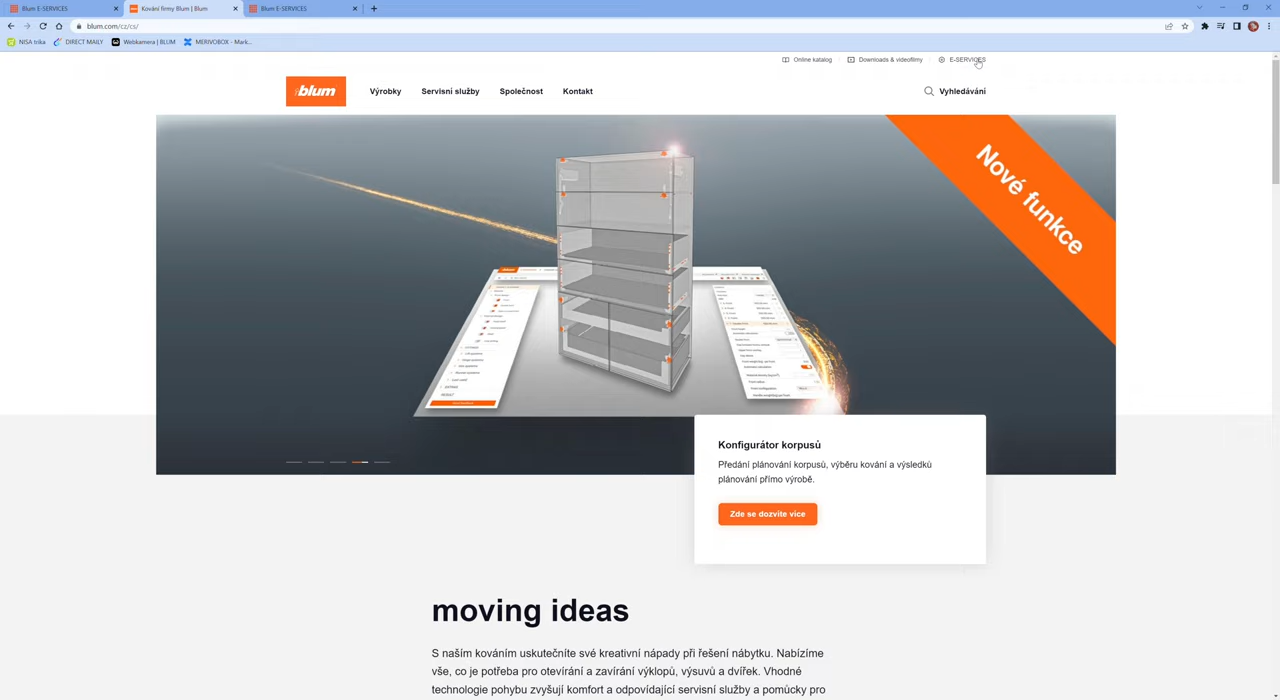 Blum E-SERVICES
Kování firmy Blum | Blum
Blum E-SERVICES
blum.com/cz/cs/
NISA trika
DIRECT MAILY
Webkamera | BLUM
MERIVOBOX - Mark...
Online katalog
Downloads & videofilmy
E-SERVICES
blum
Výrobky
Servisní služby
Společnost
Kontakt
Vyhledávání
Nové funkce
Konfigurátor korpusů
Předání plánování korpusů, výběru kování a výsledků
plánování přímo výrobě.
Zde se dozvíte více
moving ideas
S naším kováním uskutečníte své kreativní nápady při řešení nábytku. Nabízíme
vše, co je potřeba pro otevírání a zavírání výklopů, výsuvů a dvířek. Vhodné
technologie pohybu zvyšují komfort a odpovídající servisní služby a pomůcky pro